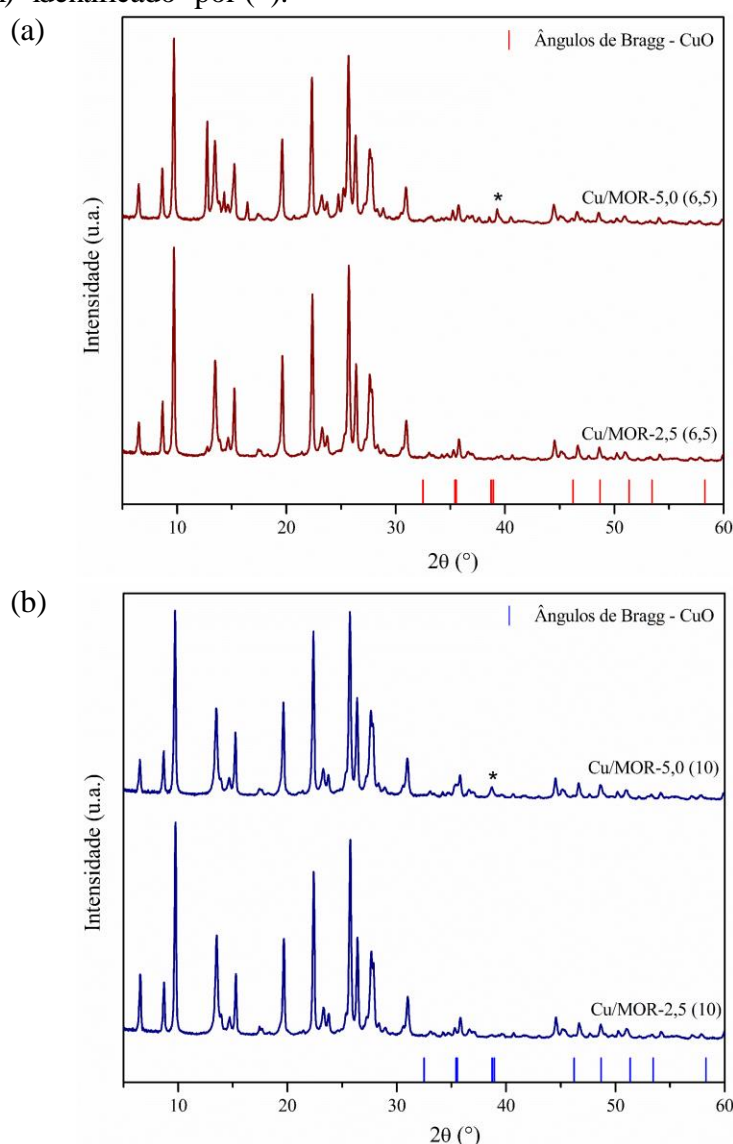 identificado por (*).
(a)
Ângulos de Bragg - CuO
*
Cu/MOR-5,0 (6,5)
Cu/MOR-2,5 (6,5)
Intensidade (u.a.)
10 20 30 40 50 60
2θ (°)
(b)
Ângulos de Bragg - CuO
*
Cu/MOR-5,0 (10)
Cu/MOR-2,5 (10)
Intensidade (u.a.)
10 20 30 40 50 60
2θ (°)